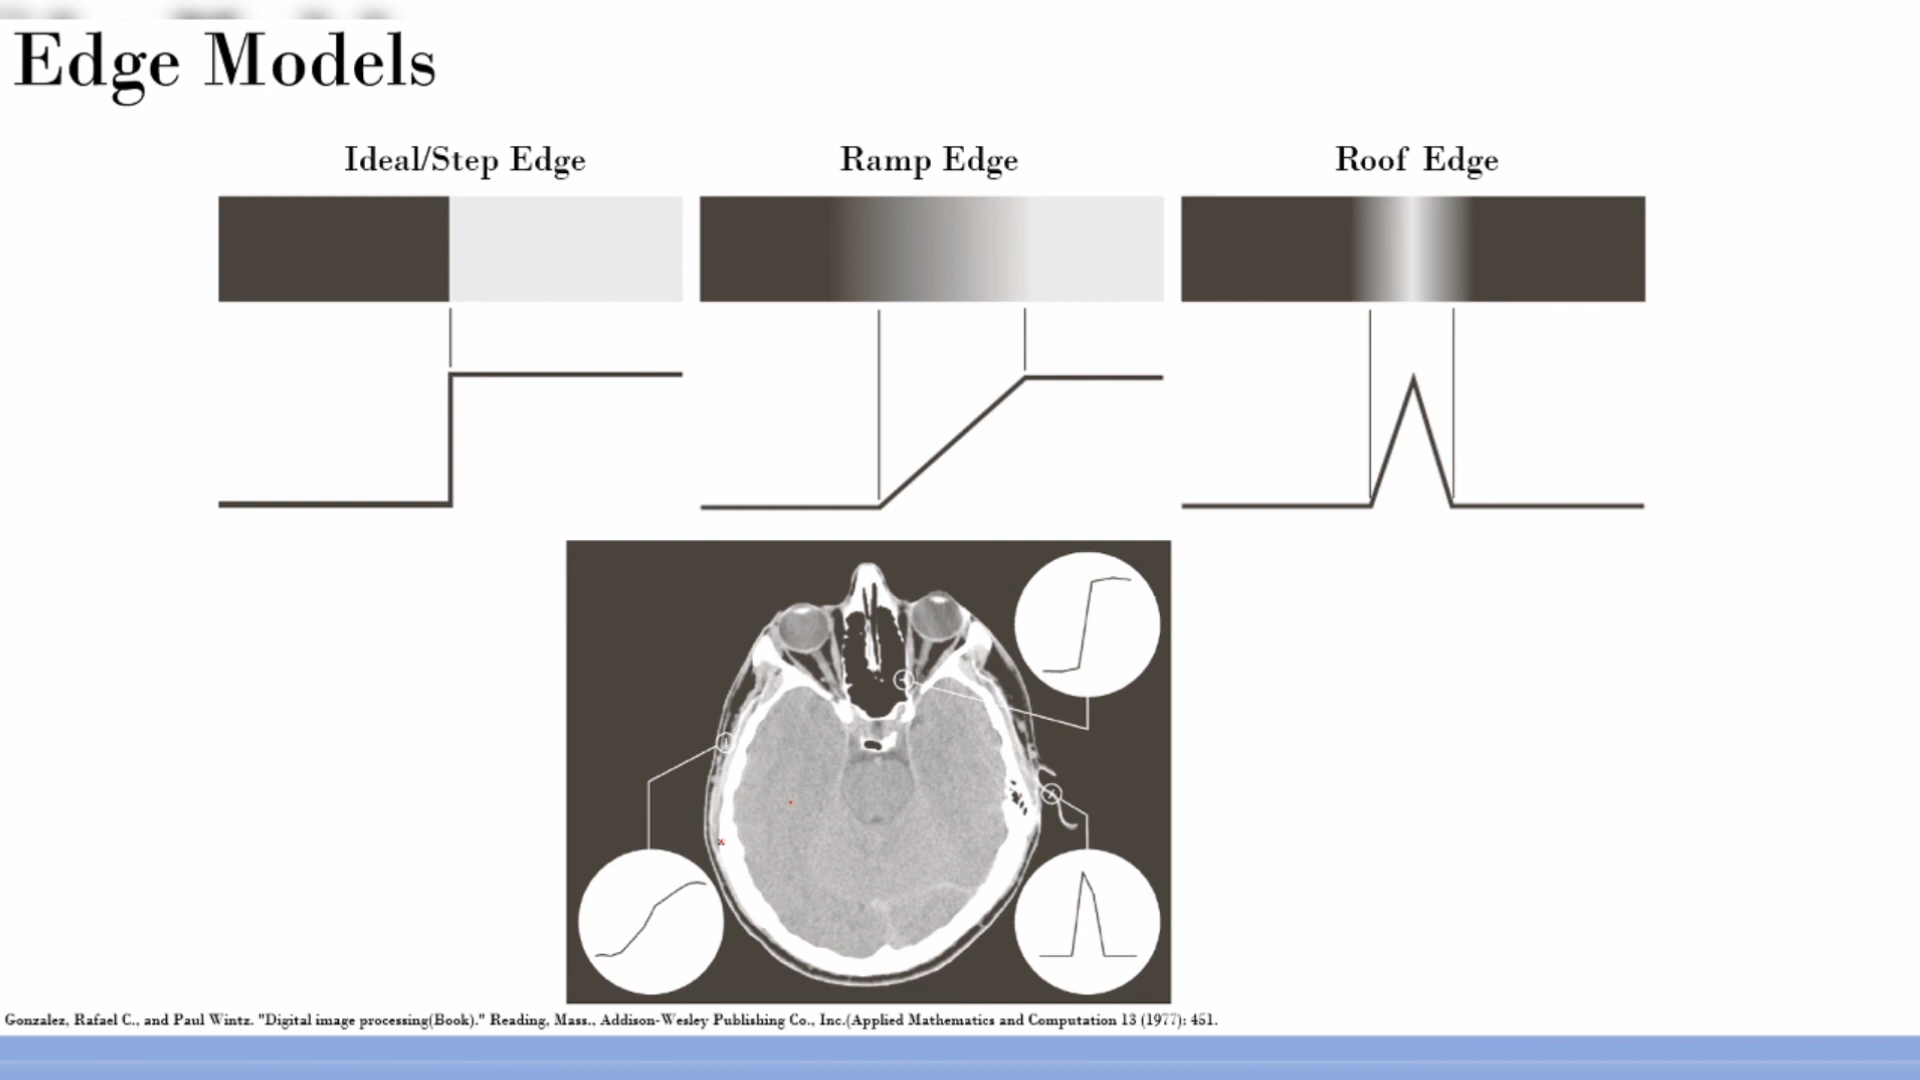 Edge Models
Ideal/Step Edge
Ramp Edge
Roof Edge
Gonzalez, Rafael C., and Paul Wintz. "Digital image processing(Book)." Reading, Mass., Addison-Wesley Publishing Co., Inc.(Applied Mathematics and Computation 13 (1977): 451.